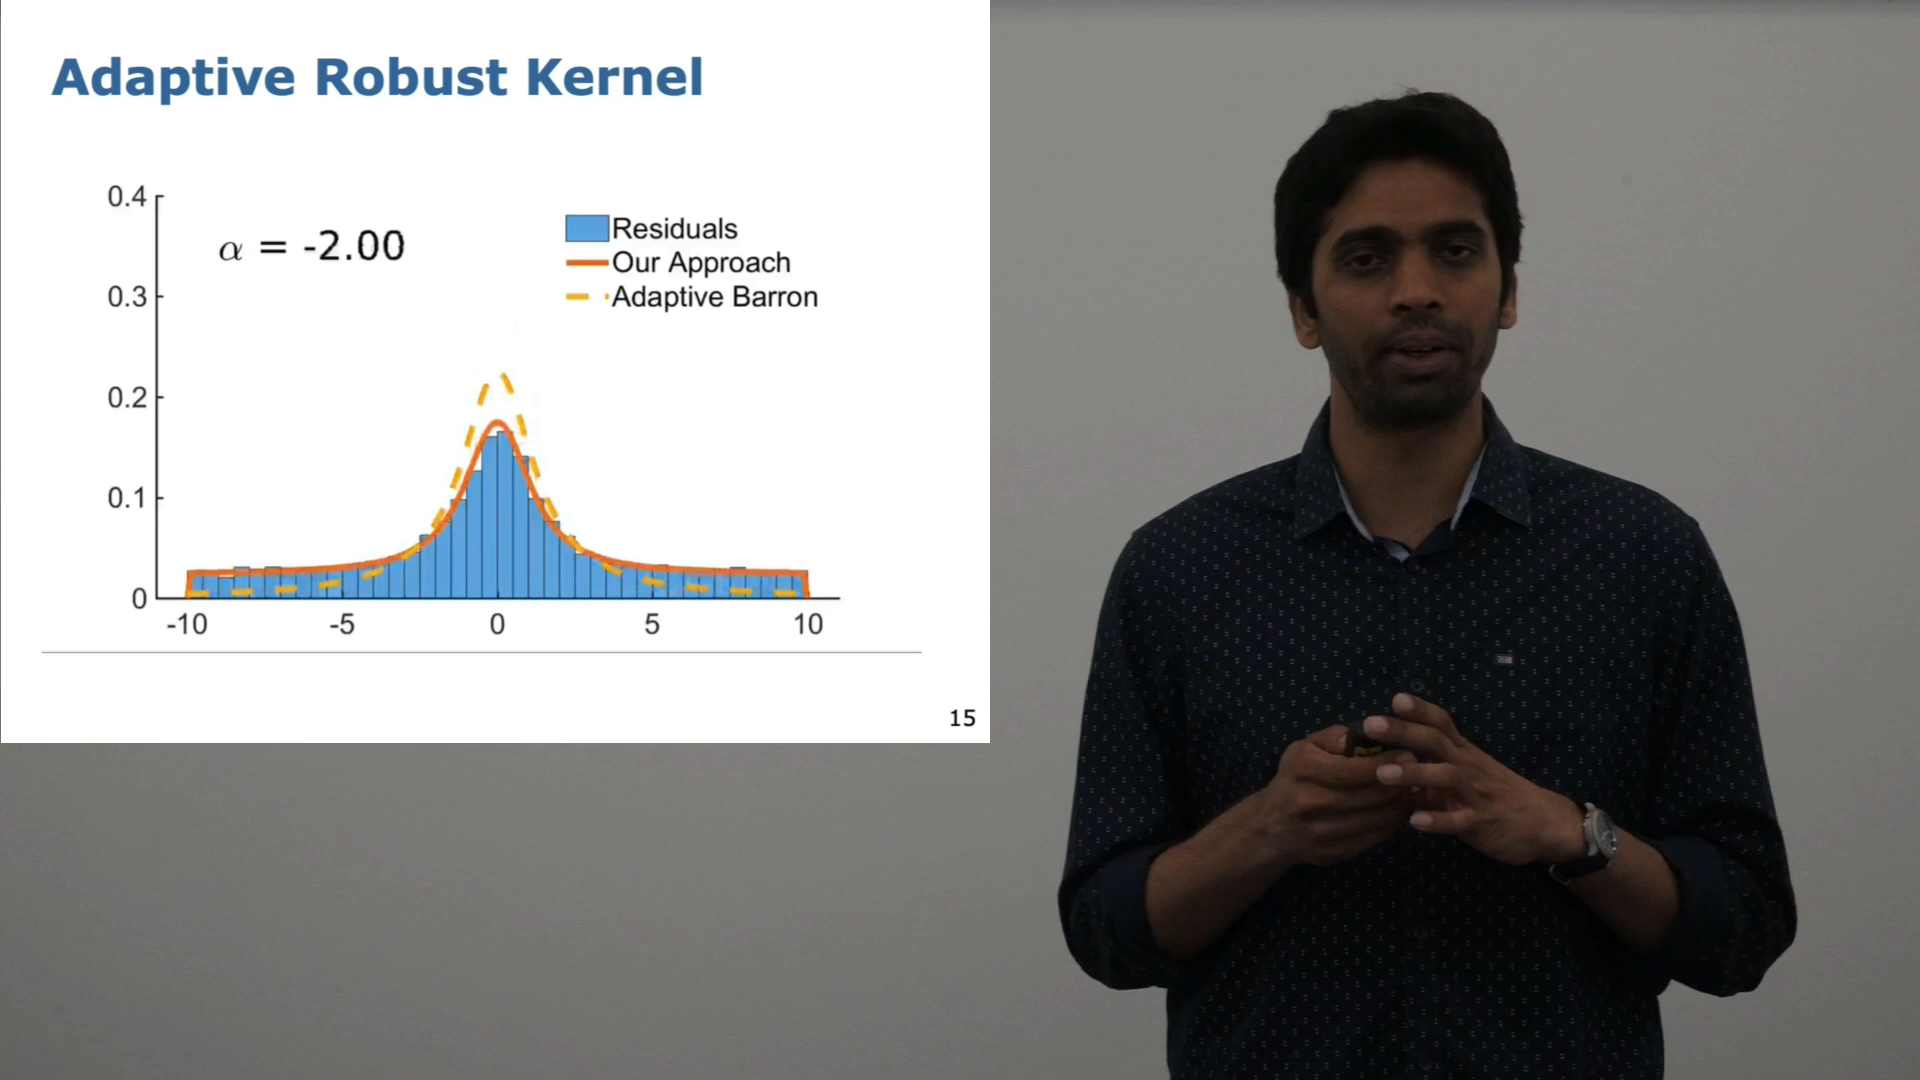 Adaptive Robust Kernel
0.4
α = -2.00
Residuals
Our Approach
Adaptive Barron
0.3
0.2
0.1
0
-10 -5 0 5 10
15